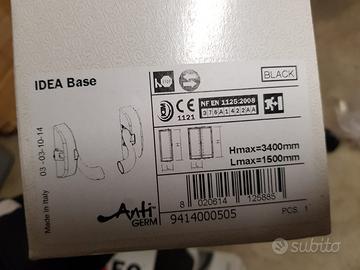 IDEA Base
BLACK
NF EN 1125:2008
1121
03 -03-10-14
Made in Italy
Hmax=3400mm
Lmax=1500mm
Anti
GERM
8 020614 125885
9414000505
PCS. 1
subito